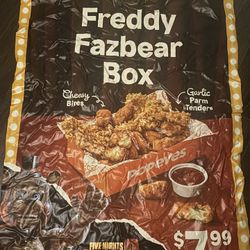 Freddy
Fazbear
Box
Cheesy
Bites
Garlic
Parm
Tenders
POPEYES
FIVE NIGHTS
$7.99